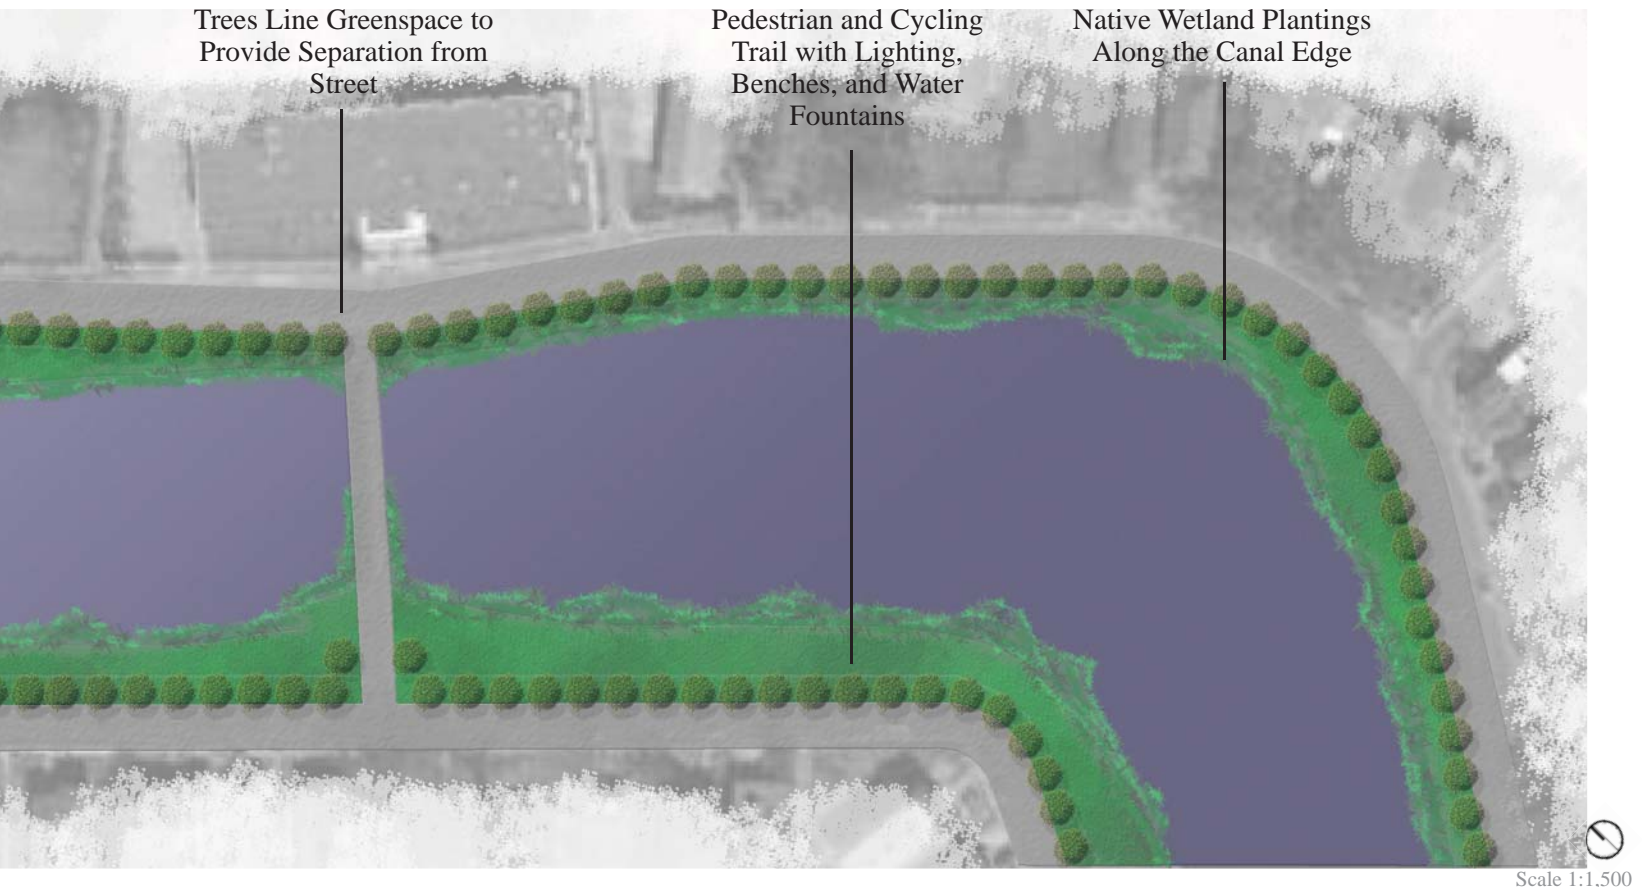 Trees Line Greenspace to
Provide Separation from
Street
Pedestrian and Cycling
Trail with Lighting,
Benches, and Water
Fountains
Native Wetland Plantings
Along the Canal Edge
Scale 1:1,500